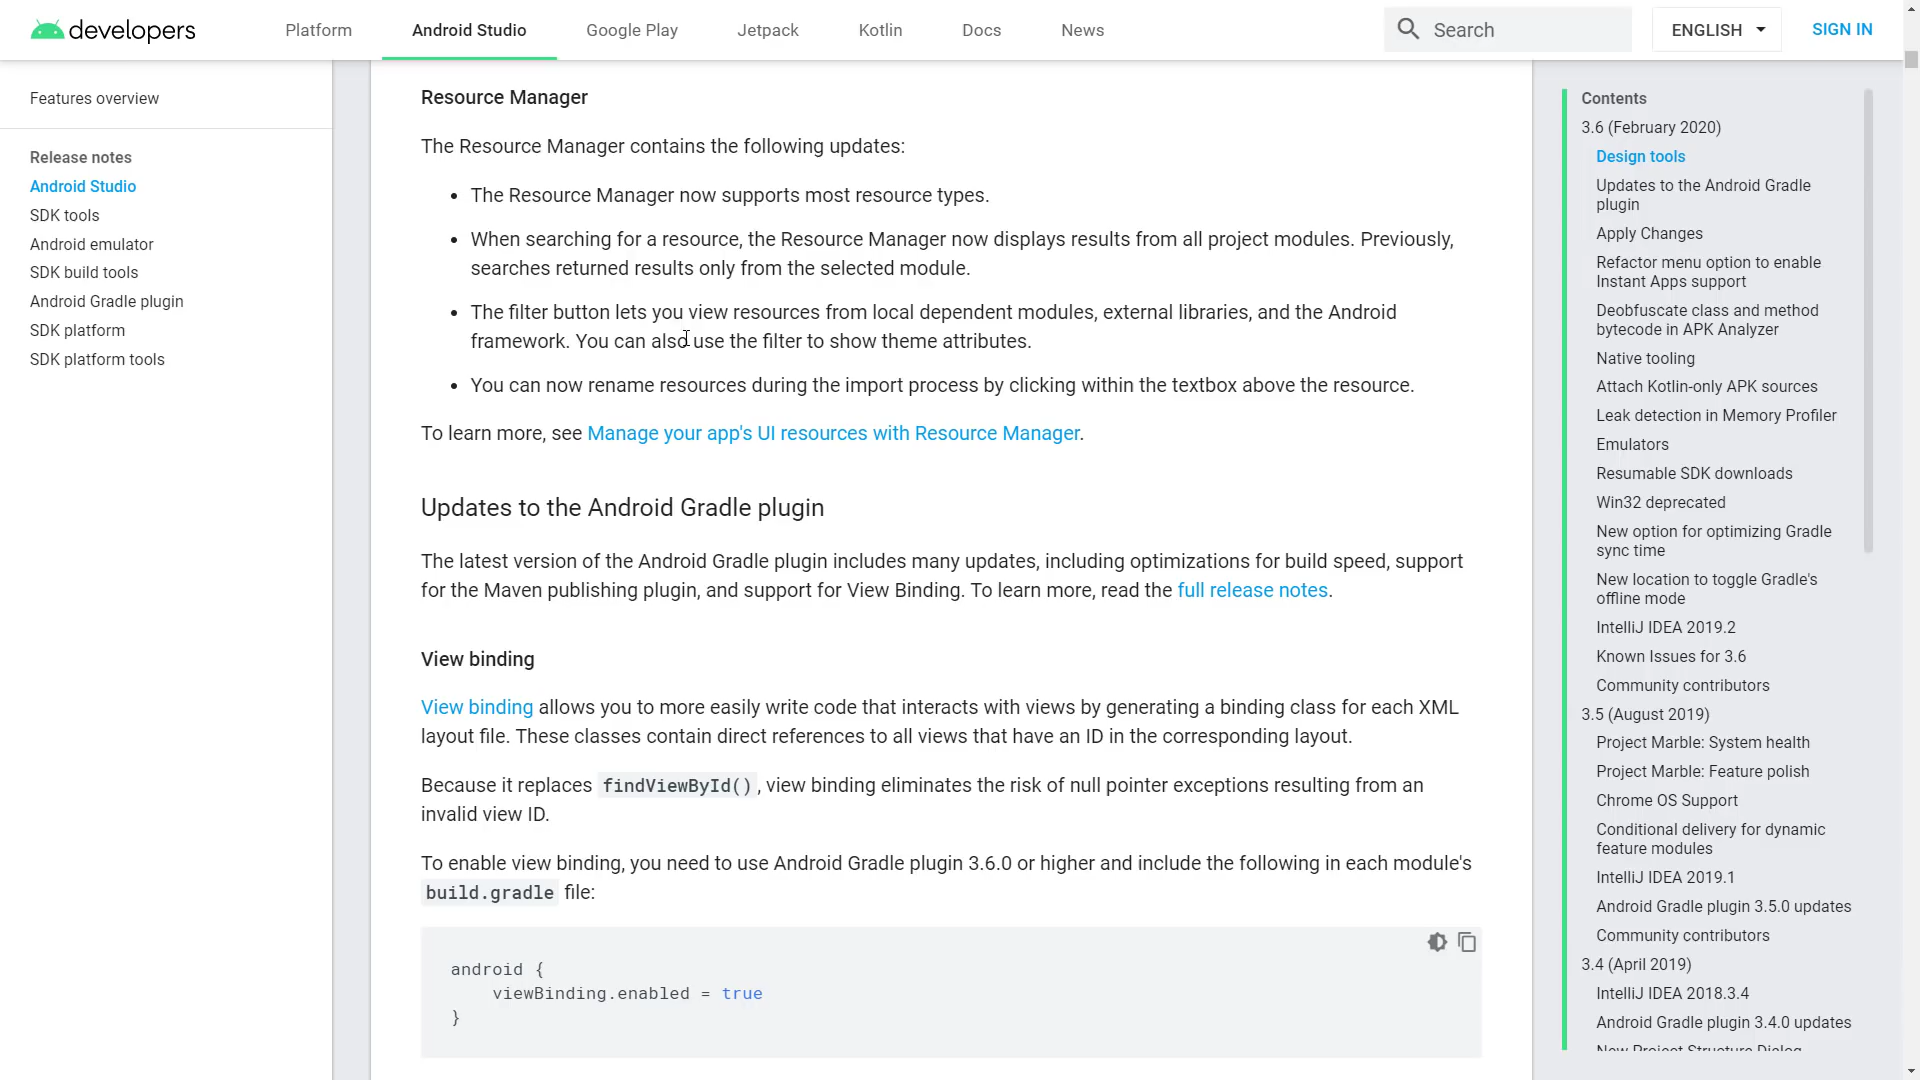 developers
Platform
Android Studio
Google Play
Jetpack
Kotlin
Docs
News
Search
ENGLISH
SIGN IN
Features overview
Release notes
Android Studio
SDK tools
Android emulator
SDK build tools
Android Gradle plugin
SDK platform
SDK platform tools
Resource Manager
The Resource Manager contains the following updates:
• The Resource Manager now supports most resource types.
• When searching for a resource, the Resource Manager now displays results from all project modules. Previously,
searches returned results only from the selected module.
• The filter button lets you view resources from local dependent modules, external libraries, and the Android
framework. You can also use the filter to show theme attributes.
• You can now rename resources during the import process by clicking within the textbox above the resource.
To learn more, see Manage your app's UI resources with Resource Manager.
Updates to the Android Gradle plugin
The latest version of the Android Gradle plugin includes many updates, including optimizations for build speed, support
for the Maven publishing plugin, and support for View Binding. To learn more, read the full release notes.
View binding
View binding allows you to more easily write code that interacts with views by generating a binding class for each XML
layout file. These classes contain direct references to all views that have an ID in the corresponding layout.
Because it replaces findViewById(), view binding eliminates the risk of null pointer exceptions resulting from an
invalid view ID.
To enable view binding, you need to use Android Gradle plugin 3.6.0 or higher and include the following in each module's
build.gradle file:
android {
    viewBinding.enabled = true
}
Contents
3.6 (February 2020)
Design tools
Updates to the Android Gradle
plugin
Apply Changes
Refactor menu option to enable
Instant Apps support
Deobfuscate class and method
bytecode in APK Analyzer
Native tooling
Attach Kotlin-only APK sources
Leak detection in Memory Profiler
Emulators
Resumable SDK downloads
Win32 deprecated
New option for optimizing Gradle
sync time
New location to toggle Gradle's
offline mode
IntelliJ IDEA 2019.2
Known Issues for 3.6
Community contributors
3.5 (August 2019)
Project Marble: System health
Project Marble: Feature polish
Chrome OS Support
Conditional delivery for dynamic
feature modules
IntelliJ IDEA 2019.1
Android Gradle plugin 3.5.0 updates
Community contributors
3.4 (April 2019)
IntelliJ IDEA 2018.3.4
Android Gradle plugin 3.4.0 updates
New Project Structure Dialog